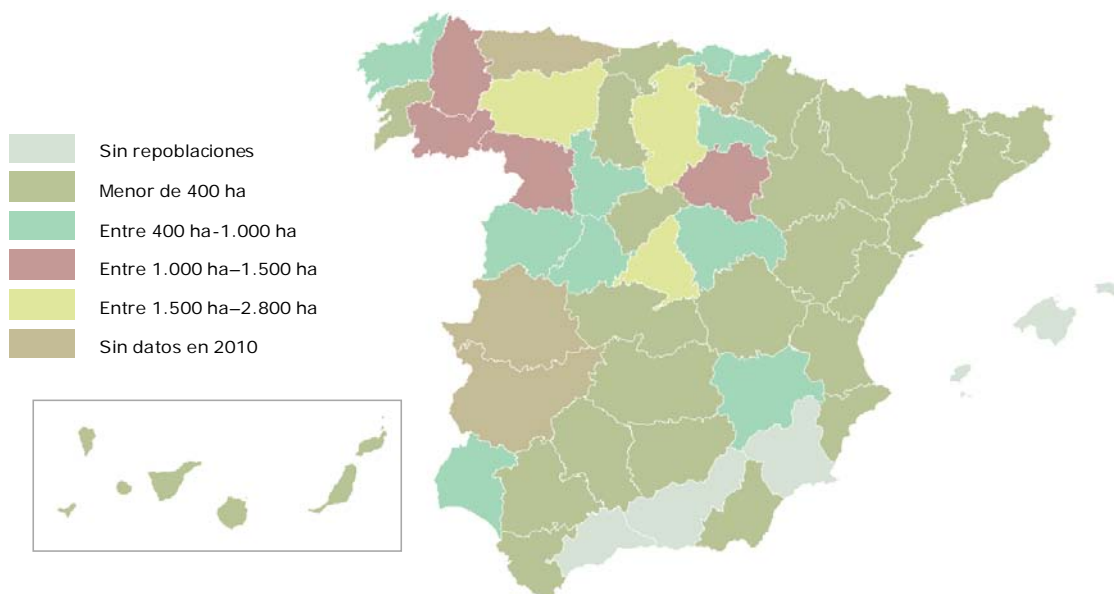 Sin repoblaciones
Menor de 400 ha
Entre 400 ha-1.000 ha
Entre 1.000 ha–1.500 ha
Entre 1.500 ha–2.800 ha
Sin datos en 2010